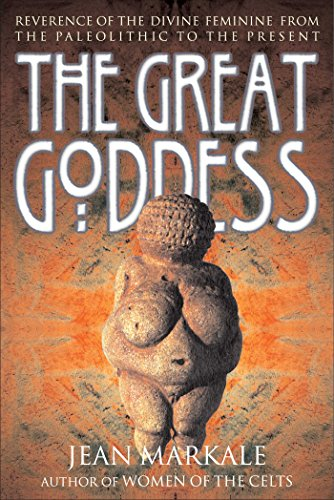 REVERENCE OF THE DIVINE FEMININE FROM
THE PALEOLITHIC TO THE PRESENT
THE GREAT
GODDESS
JEAN MARKALE
AUTHOR OF WOMEN OF THE CELTS